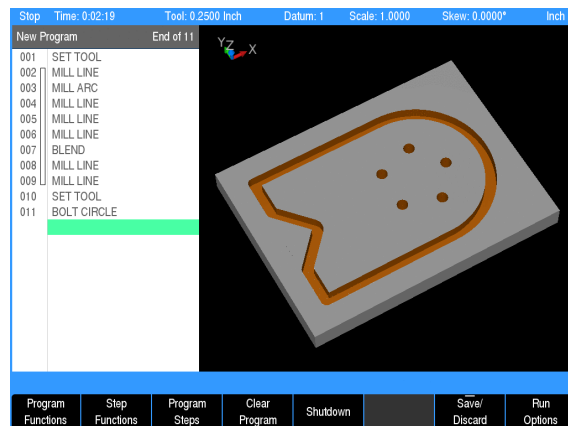 Stop Time: 0:02:19 Tool: 0.2500 Inch Datum: 1 Scale: 1.0000 Skew: 0.0000° Inch
New Program End of 11
001 SET TOOL
002 MILL LINE
003 MILL ARC
004 MILL LINE
005 MILL LINE
006 MILL LINE
007 BLEND
008 MILL LINE
009 MILL LINE
010 SET TOOL
011 BOLT CIRCLE
Y Z X
Program Functions
Step Functions
Program Steps
Clear Program
Shutdown
Save/ Discard
Run Options